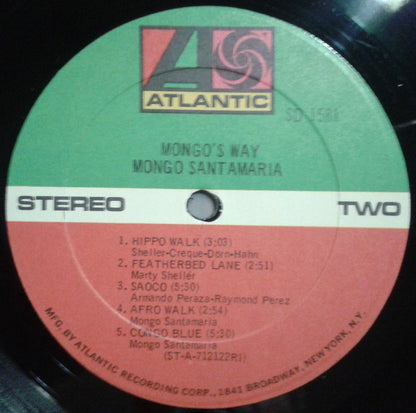 ATLANTIC
SD 1581
MONGO'S WAY
MONGO SANTAMARIA
STEREO
TWO
1. HIPPO WALK (3:03)
Sheller-Creque-Dorn-Hahn
2. FEATHERBED LANE (2:51)
Marty Sheller
3. SAOCO (5:30)
Armando Peraza-Raymond Perez
4. AFRO WALK (2:54)
Mongo Santamaria
5. CONGO BLUE (5:30)
Mongo Santamaria
(ST-A-712122R)
MFG. BY ATLANTIC RECORDING CORP., 1841 BROADWAY, NEW YORK, N.Y.